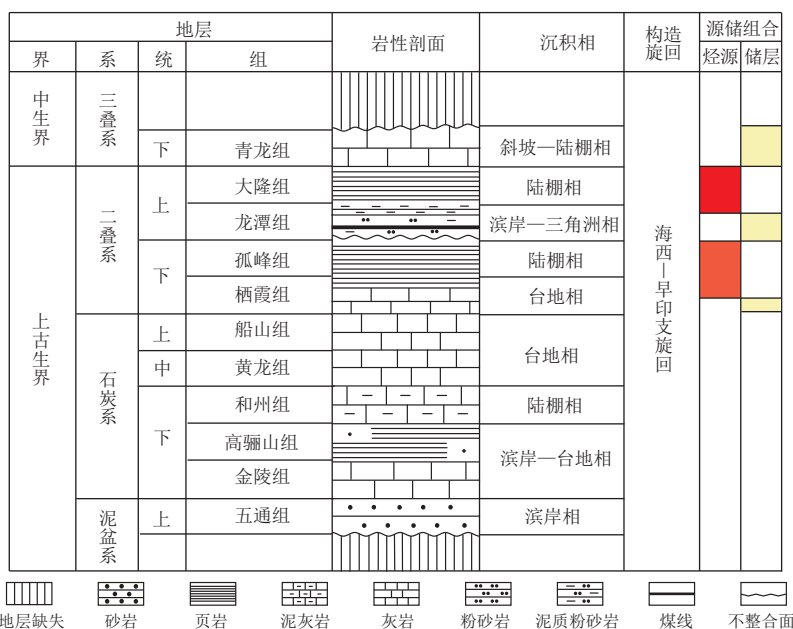 地层
岩性剖面
沉积相
构造
旋回
源储组合
界
系
统
组
烃源
储层
中生界
三叠系
下
青龙组
斜坡—陆棚相
上古生界
二叠系
上
大隆组
陆棚相
龙潭组
滨岸—三角洲相
下
孤峰组
陆棚相
栖霞组
台地相
海西—早印支旋回
石炭系
上
船山组
台地相
中
黄龙组
下
和州组
陆棚相
高骊山组
滨岸—台地相
金陵组
泥盆系
上
五通组
滨岸相
地层缺失
砂岩
页岩
泥灰岩
灰岩
粉砂岩
泥质粉砂岩
煤线
不整合面